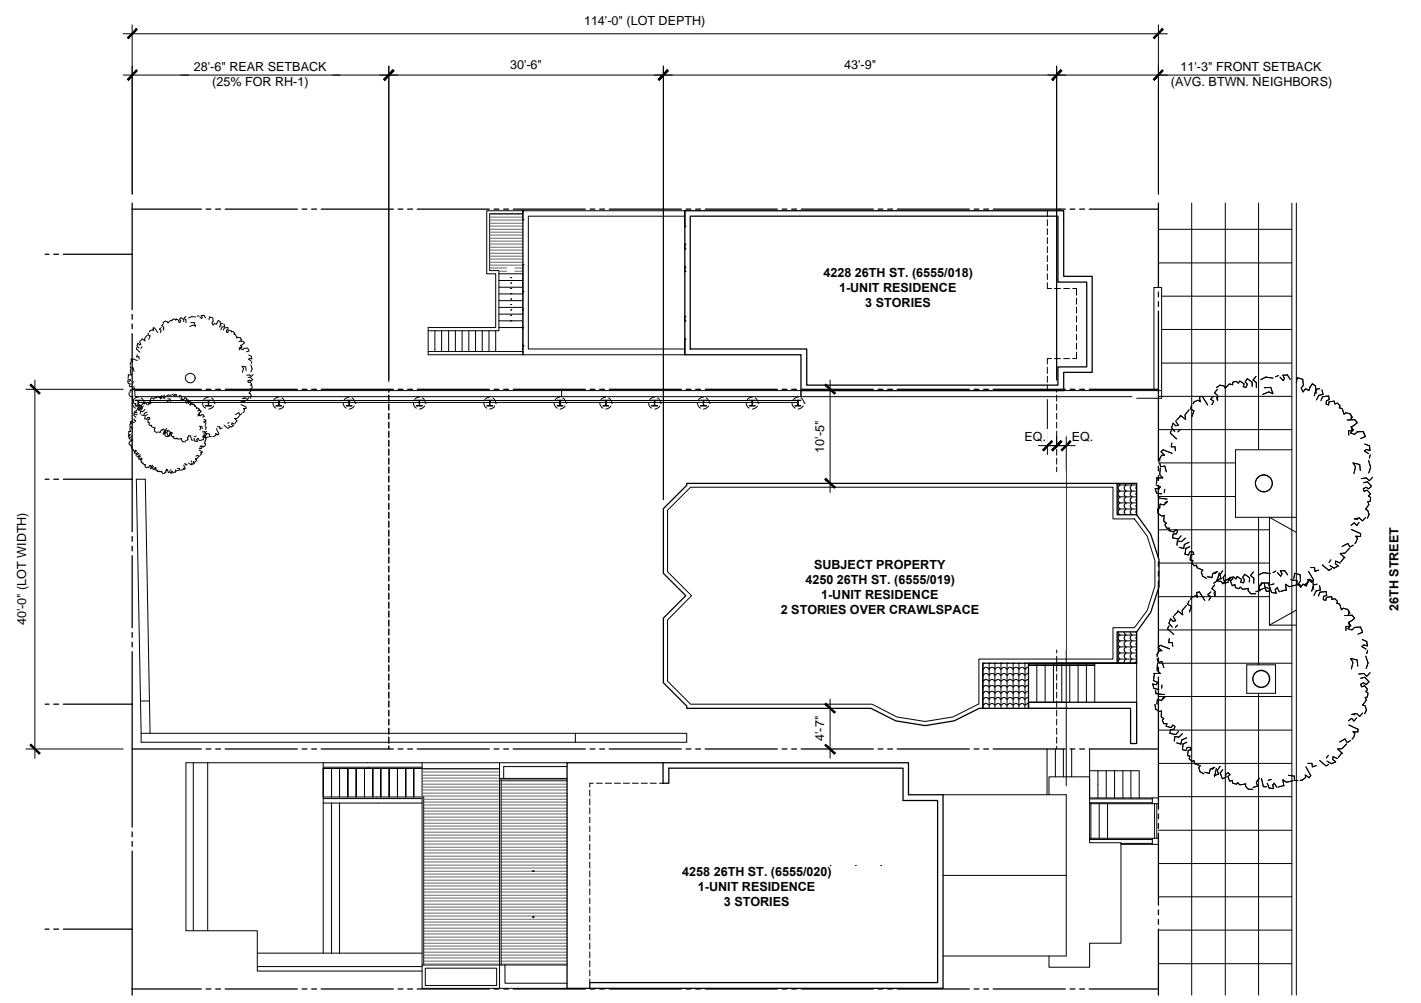 114'-0" (LOT DEPTH)
28'-6" REAR SETBACK
(25% FOR RH-1)
30'-6"
43'-9"
11'-3" FRONT SETBACK
(AVG. BTWN. NEIGHBORS)
4228 26TH ST. (6555/018)
1-UNIT RESIDENCE
3 STORIES
10'-5"
EQ.
EQ.
40'-0" (LOT WIDTH)
SUBJECT PROPERTY
4250 26TH ST. (6555/019)
1-UNIT RESIDENCE
2 STORIES OVER CRAWLSPACE
26TH STREET
4'-7"
4258 26TH ST. (6555/020)
1-UNIT RESIDENCE
3 STORIES